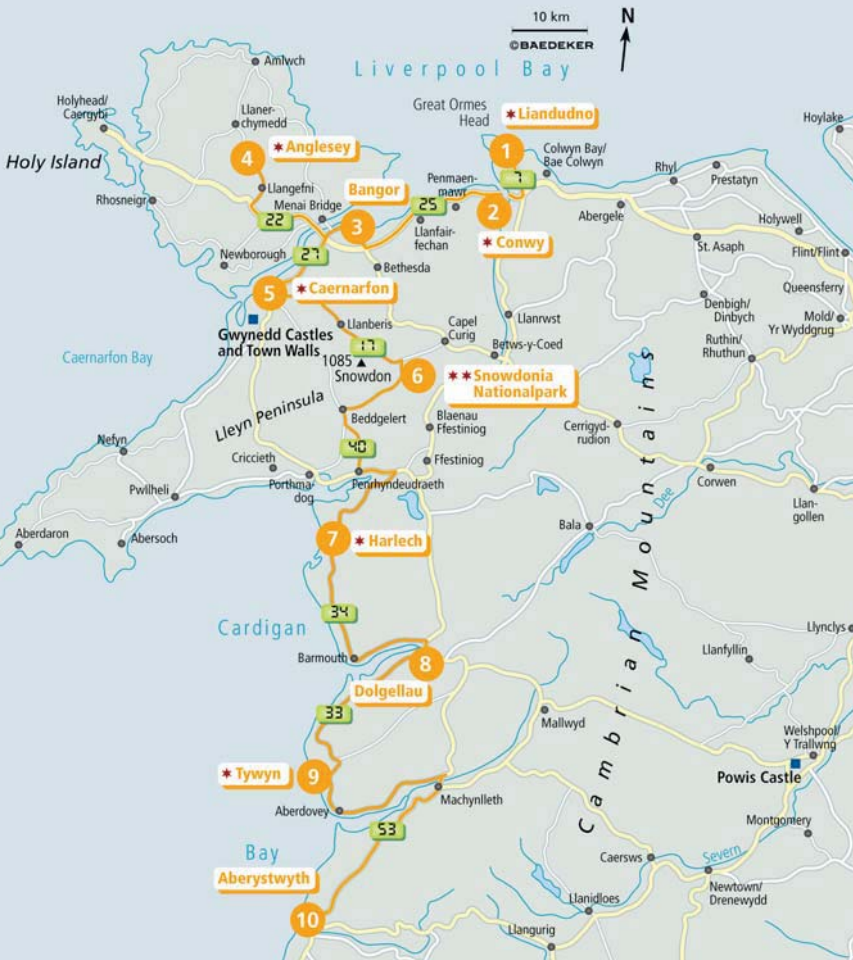 10 km
N
©BAEDEKER
Liverpool Bay
Amlwch
Holyhead/
Caergybi
Llaner-
chymedd
Great Ormes
Head
★ Liandudno
Hoylake
Holy Island
4
★ Anglesey
1
Colwyn Bay/
Bae Colwyn
7
Rhyl
Prestatyn
Llangefni
Bangor
Penmaen-
mawr
Rhosneigr
Menai Bridge
25
2
Abergele
Holywell
22
3
Llanfair-
fechan
★ Conwy
St. Asaph
Flint/Flint
Newborough
27
Bethesda
Queensferry
5
★ Caernarfon
Denbigh/
Dinbych
Mold/
Yr Wyddgrug
Gwynedd Castles
and Town Walls
Llanberis
Capel
Curig
Llanrwst
Betws-y-Coed
Ruthin/
Rhuthun
Caernarfon Bay
17
1085
Snowdon
6
★★ Snowdonia
Nationalpark
Lleyn Peninsula
Beddgelert
Blaenau
Ffestiniog
Cerrigyd-
rudion
Nefyn
40
Criccieth
Ffestiniog
Corwen
Pwllheli
Porthma-
dog
Penrhyndeudraeth
Dee
Llan-
gollen
Aberdaron
Abersoch
7
★ Harlech
Bala
Cambrian Mountains
34
Cardigan
Llynclys
Barmouth
8
Llanfyllin
Dolgellau
33
Mallwyd
Welshpool/
Y Trallwng
★ Tywyn
9
Powis Castle
Aberdovey
Machynlleth
Montgomery
53
Bay
Caersws
Severn
Aberystwyth
Newtown/
Drenewydd
Llanidloes
10
Llangurig